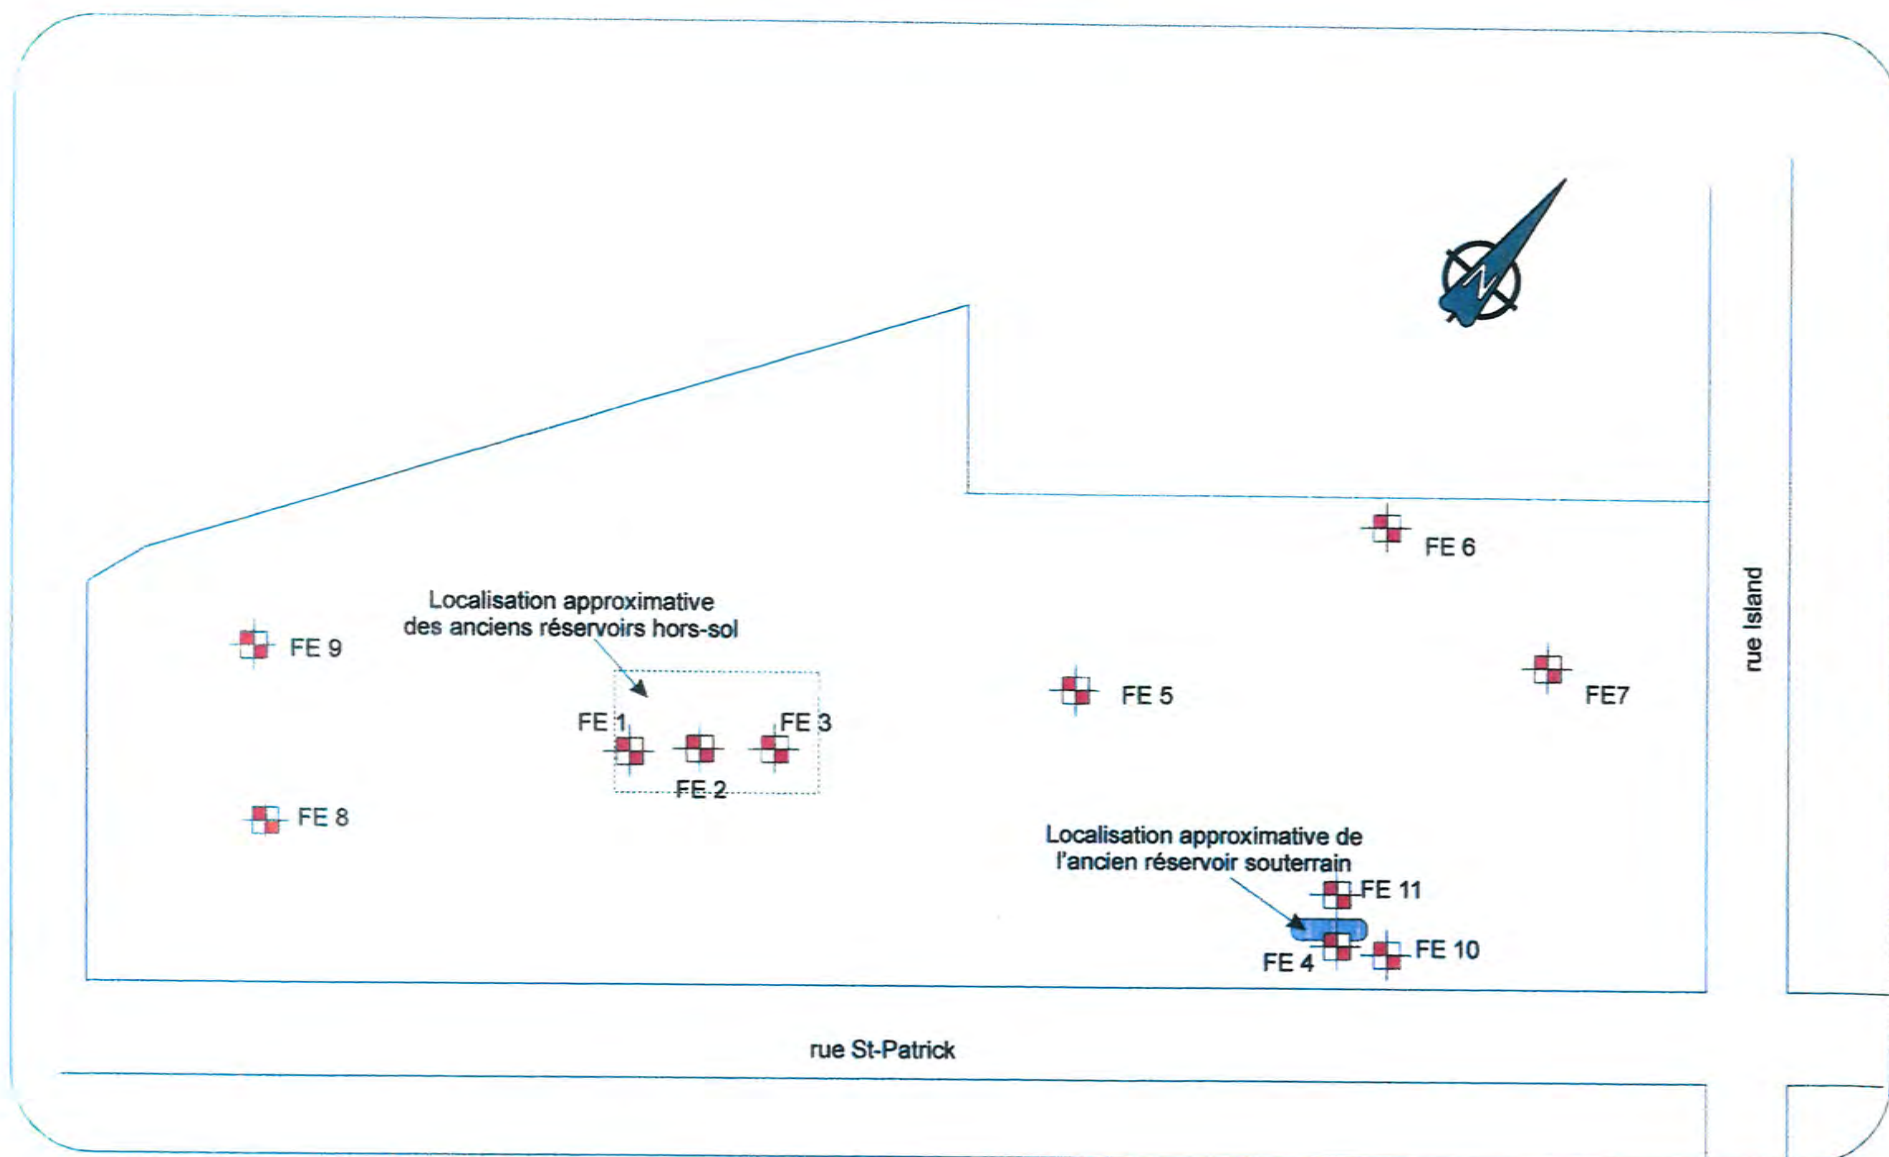 N
FE 6
rue Island
Localisation approximative
des anciens réservoirs hors-sol
FE 9
FE 5
FE7
FE 1
FE 3
FE 2
FE 8
Localisation approximative de
l'ancien réservoir souterrain
FE 11
FE 4
FE 10
rue St-Patrick